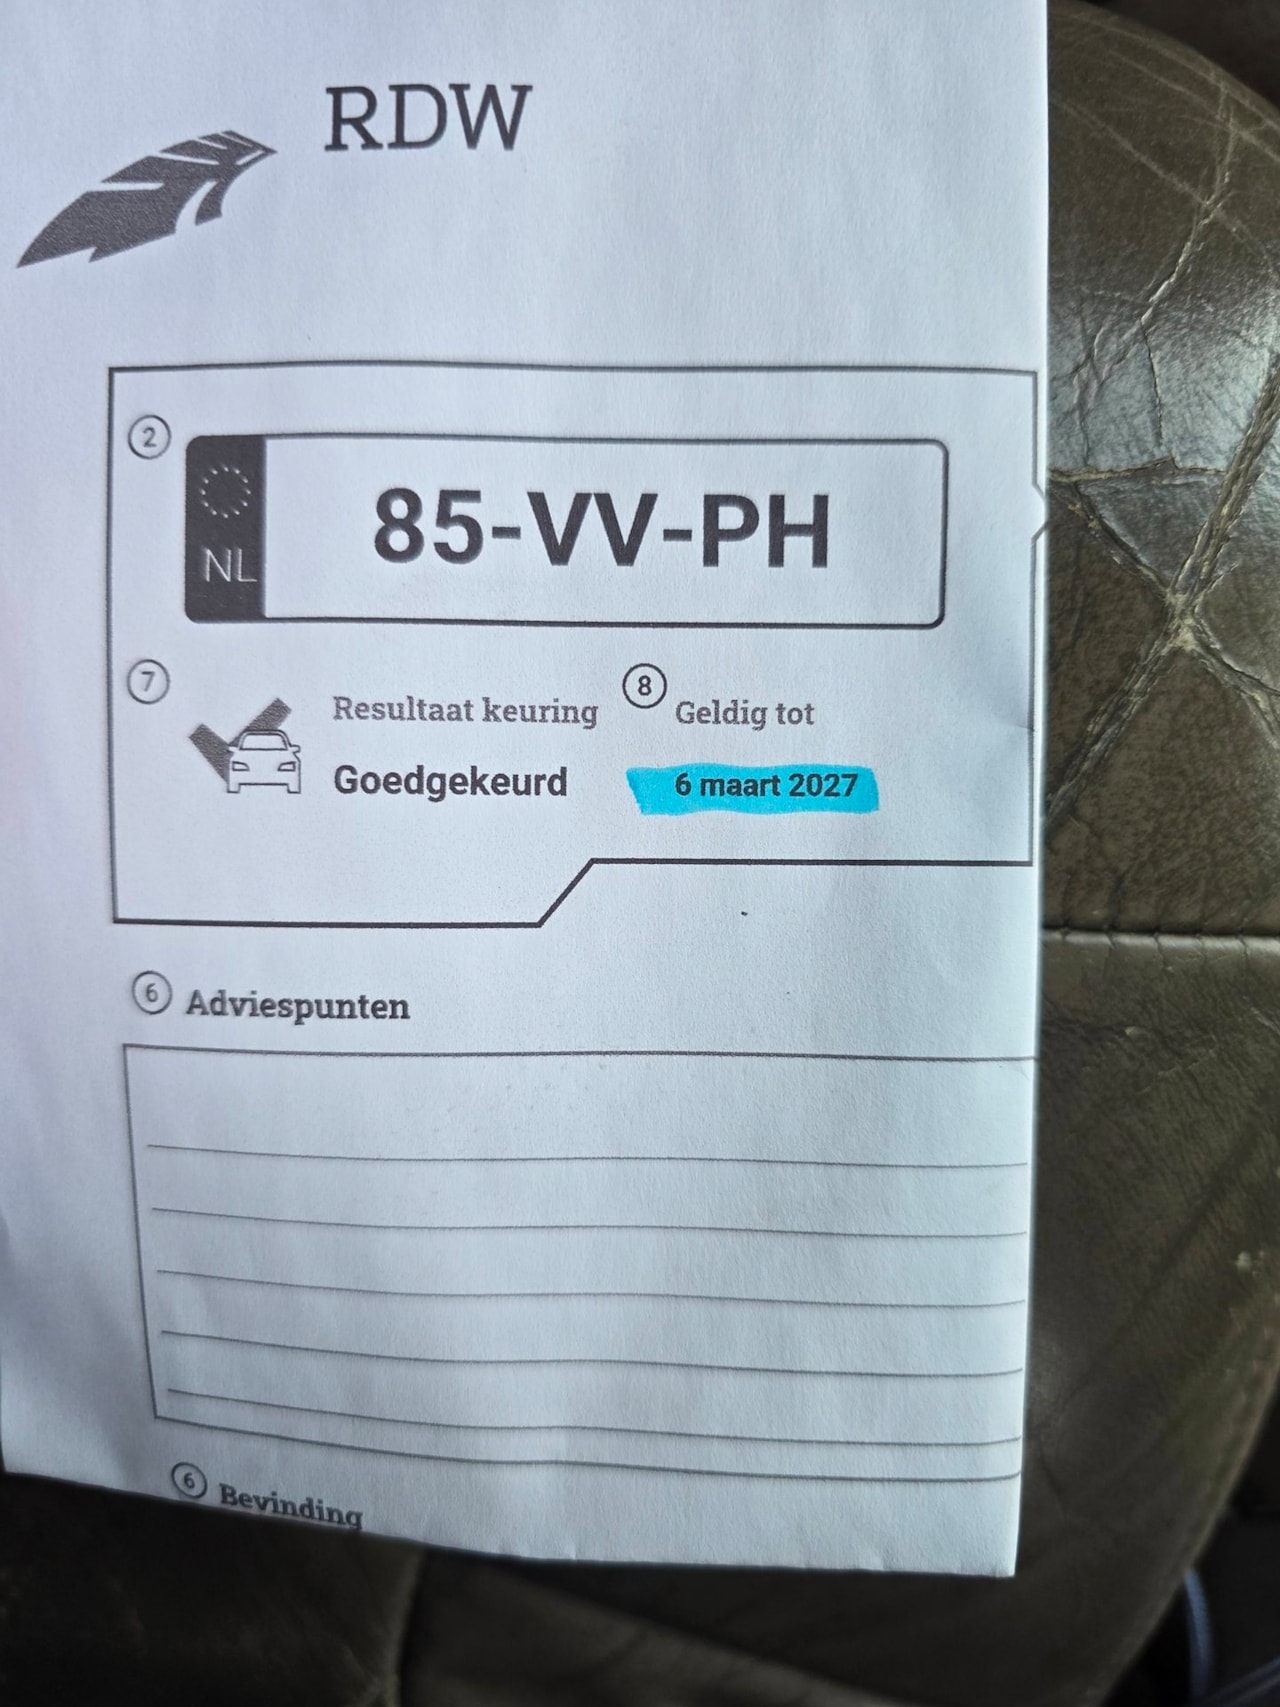 RDW
2
NL
85-VV-PH
7
Resultaat keuring
Goedgekeurd
8
Geldig tot
6 maart 2027
6 Adviespunten
6 Bevinding